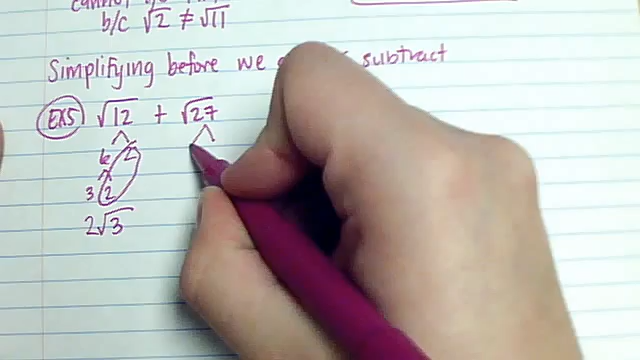 b/c √2 ≠ √11
Simplifying before we subtract
EX5 √12 + √27
6 2
3 2
2√3